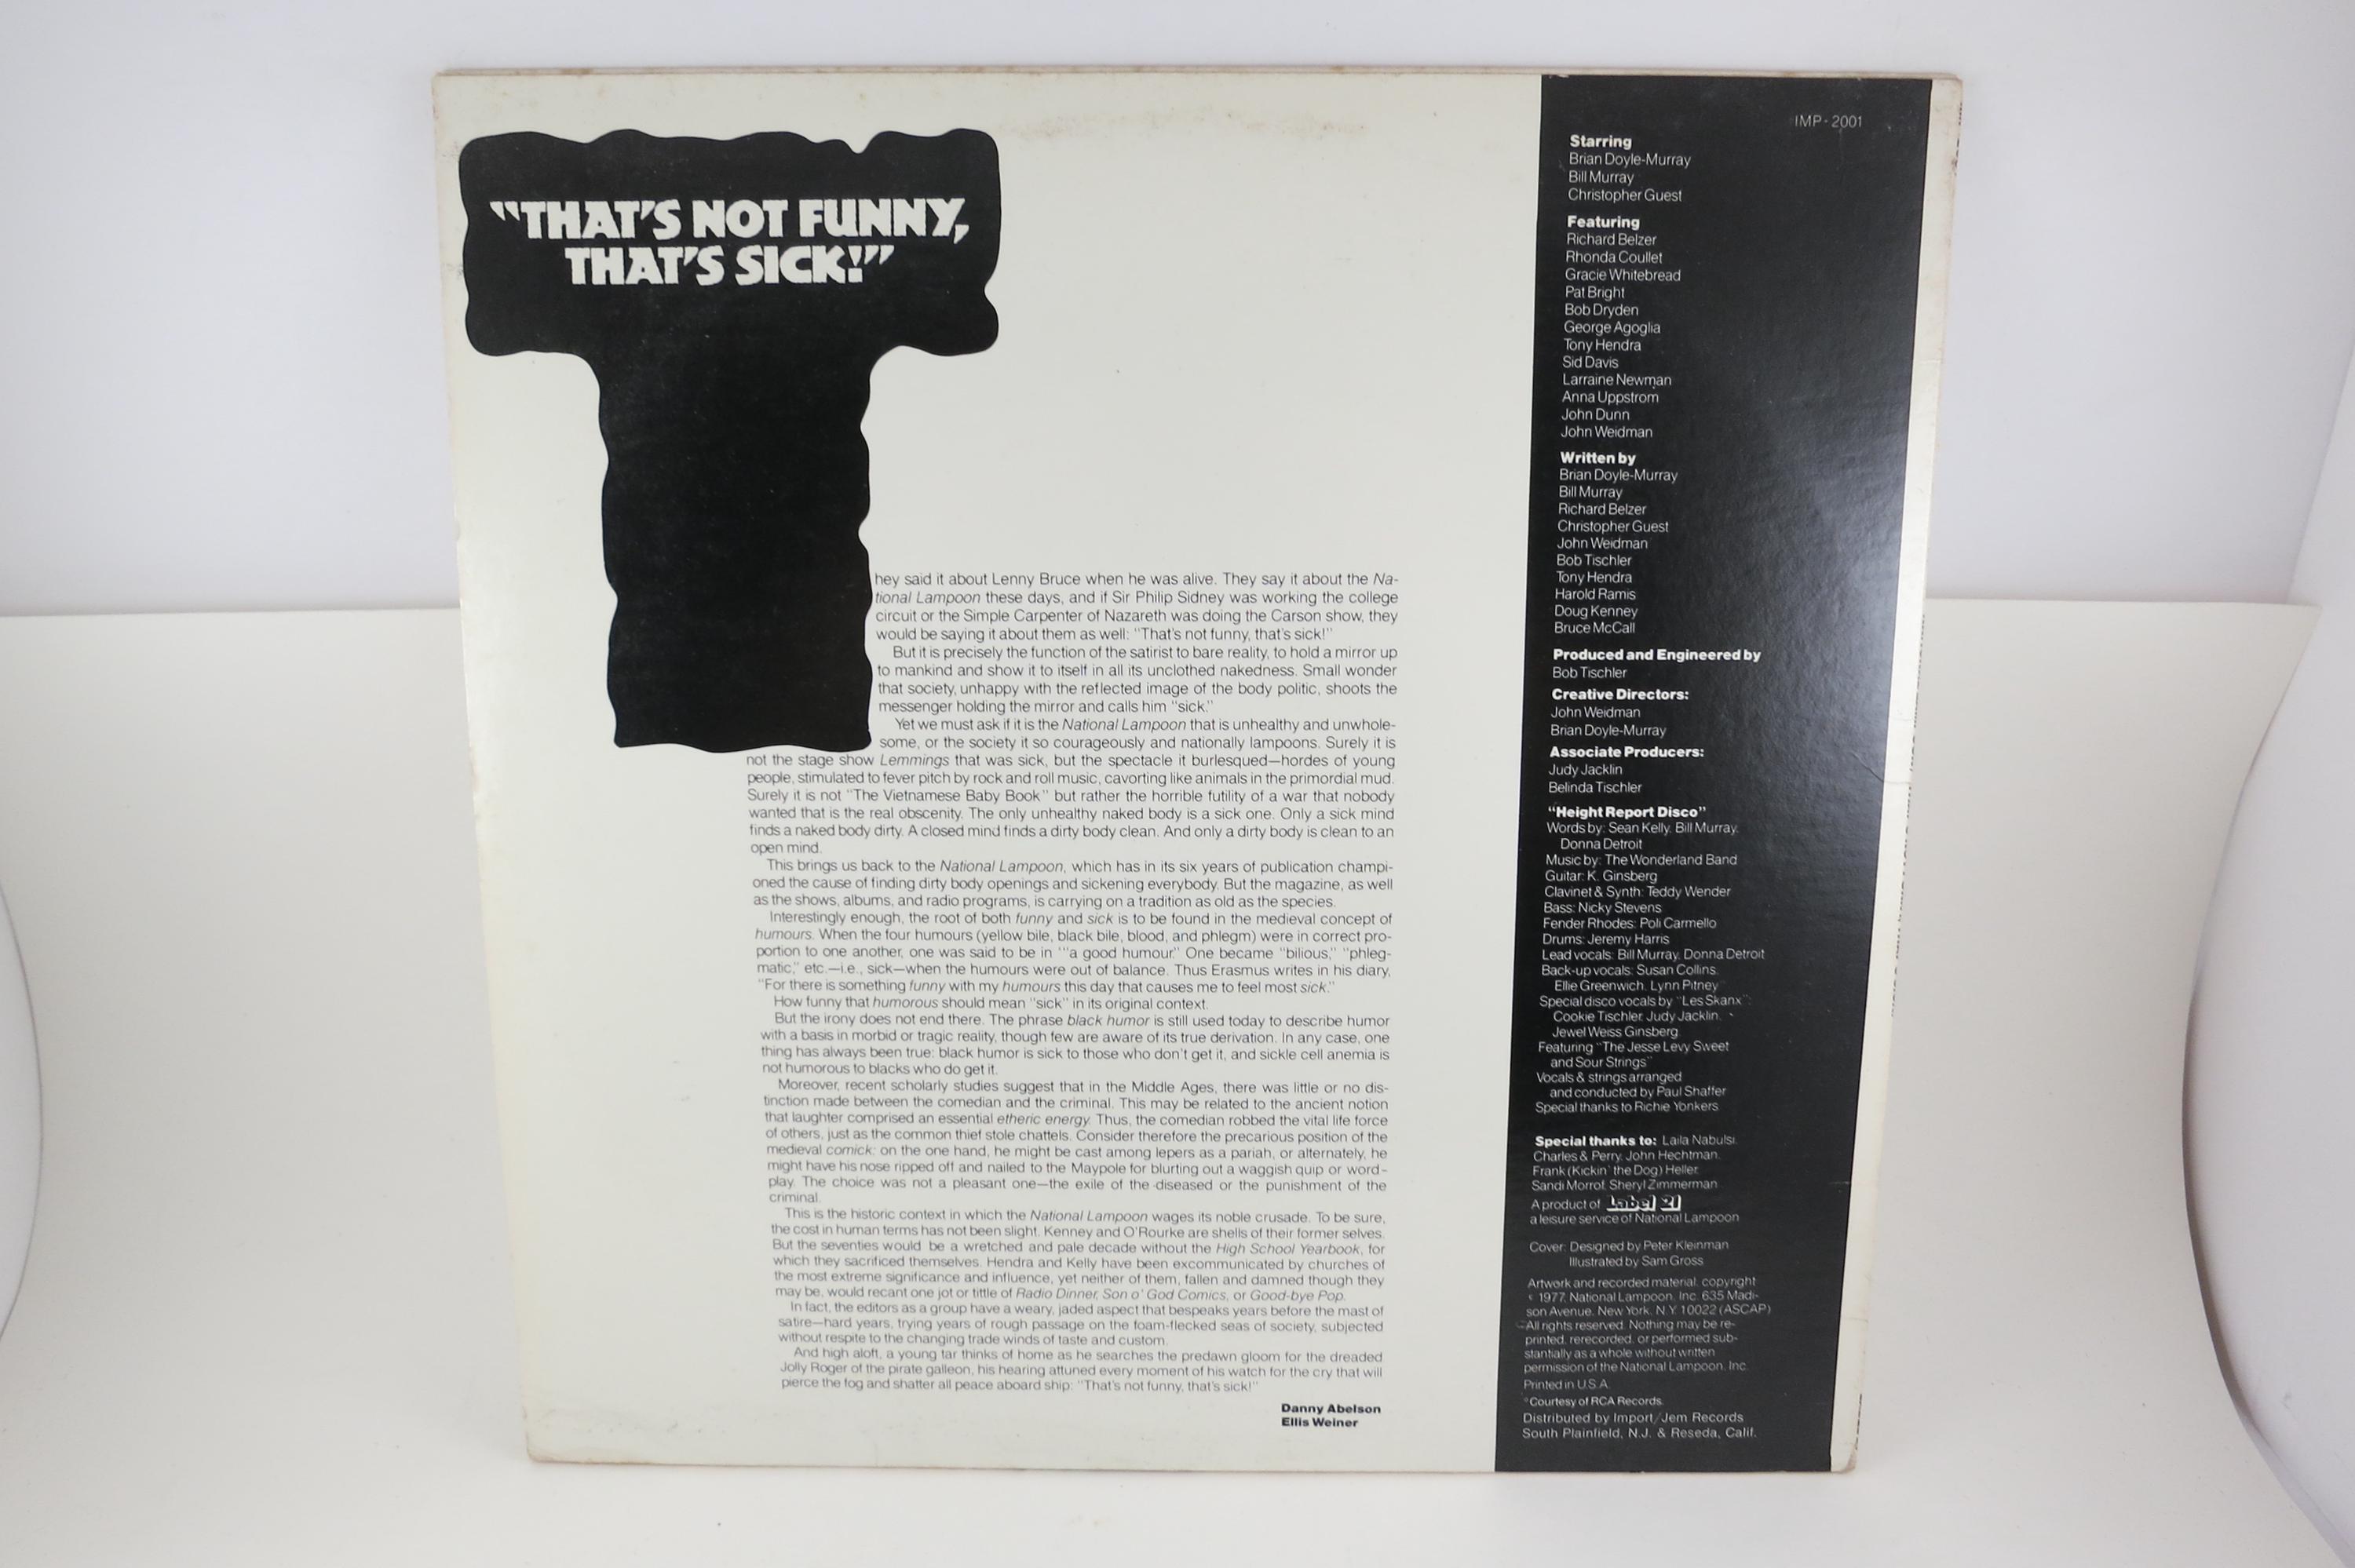 "THAT'S NOT FUNNY,
THAT'S SICK!"
hey said it about Lenny Bruce when he was alive. They say it about the Na-
tional Lampoon these days, and if Sir Philip Sidney was working the college
circuit or the Simple Carpenter of Nazareth was doing the Carson show, they
would be saying it about them as well: "That's not funny, that's sick!"
But it is precisely the function of the satirist to bare reality, to hold a mirror up
to mankind and show it to itself in all its unclothed nakedness. Small wonder
that society, unhappy with the reflected image of the body politic, shoots the
messenger holding the mirror and calls him "sick."
Yet we must ask if it is the National Lampoon that is unhealthy and unwhole-
some, or the society it so courageously and nationally lampoons. Surely it is
not the stage show Lemmings that was sick, but the spectacle it burlesqued—hordes of young
people, stimulated to fever pitch by rock and roll music, cavorting like animals in the primordial mud.
Surely it is not "The Vietnamese Baby Book" but rather the horrible futility of a war that nobody
wanted that is the real obscenity. The only unhealthy naked body is a sick one. Only a sick mind
finds a naked body dirty. A closed mind finds a dirty body clean. And only a dirty body is clean to an
open mind.
This brings us back to the National Lampoon, which has in its six years of publication champi-
oned the cause of finding dirty body openings and sickening everybody. But the magazine, as well
as the shows, albums, and radio programs, is carrying on a tradition as old as the species.
Interestingly enough, the root of both funny and sick is to be found in the medieval concept of
humours. When the four humours (yellow bile, black bile, blood, and phlegm) were in correct pro-
portion to one another, one was said to be in '"a good humour." One became "bilious," "phleg-
matic," etc.—i.e., sick—when the humours were out of balance. Thus Erasmus writes in his diary,
"For there is something funny with my humours this day that causes me to feel most sick."
How funny that humorous should mean "sick" in its original context.
But the irony does not end there. The phrase black humor is still used today to describe humor
with a basis in morbid or tragic reality, though few are aware of its true derivation. In any case, one
thing has always been true: black humor is sick to those who don't get it, and sickle cell anemia is
not humorous to blacks who do get it.
Moreover, recent scholarly studies suggest that in the Middle Ages, there was little or no dis-
tinction made between the comedian and the criminal. This may be related to the ancient notion
that laughter comprised an essential etheric energy. Thus, the comedian robbed the vital life force
of others, just as the common thief stole chattels. Consider therefore the precarious position of the
medieval comick: on the one hand, he might be cast among lepers as a pariah, or alternately, he
might have his nose ripped off and nailed to the Maypole for blurting out a waggish quip or word-
play. The choice was not a pleasant one—the exile of the diseased or the punishment of the
criminal.
This is the historic context in which the National Lampoon wages its noble crusade. To be sure,
the cost in human terms has not been slight. Kenney and O'Rourke are shells of their former selves.
But the seventies would be a wretched and pale decade without the High School Yearbook, for
which they sacrificed themselves. Hendra and Kelly have been excommunicated by churches of
the most extreme significance and influence, yet neither of them, fallen and damned though they
may be, would recant one jot or tittle of Radio Dinner, Son o' God Comics, or Good-bye Pop.
In fact, the editors as a group have a weary, jaded aspect that bespeaks years before the mast of
satire—hard years, trying years of rough passage on the foam-flecked seas of society, subjected
without respite to the changing trade winds of taste and custom.
And high aloft, a young tar thinks of home as he searches the predawn gloom for the dreaded
Jolly Roger of the pirate galleon, his hearing attuned every moment of his watch for the cry that will
pierce the fog and shatter all peace aboard ship: "That's not funny, that's sick!"
Danny Abelson
Ellis Weiner
IMP-2001
Starring
Brian Doyle-Murray
Bill Murray
Christopher Guest
Featuring
Richard Belzer
Rhonda Coullet
Gracie Whitebread
Pat Bright
Bob Dryden
George Agoglia
Tony Hendra
Sid Davis
Larraine Newman
Anna Uppstrom
John Dunn
John Weidman
Written by
Brian Doyle-Murray
Bill Murray
Richard Belzer
Christopher Guest
John Weidman
Bob Tischler
Tony Hendra
Harold Ramis
Doug Kenney
Bruce McCall
Produced and Engineered by
Bob Tischler
Creative Directors:
John Weidman
Brian Doyle-Murray
Associate Producers:
Judy Jacklin
Belinda Tischler
"Height Report Disco"
Words by: Sean Kelly, Bill Murray,
Donna Detroit
Music by: The Wonderland Band
Guitar: K. Ginsberg
Clavinet & Synth: Teddy Wender
Bass: Nicky Stevens
Fender Rhodes: Poli Carmello
Drums: Jeremy Harris
Lead vocals: Bill Murray, Donna Detroit
Back-up vocals: Susan Collins,
Ellie Greenwich, Lynn Pitney
Special disco vocals by "Les Skanx":
Cookie Tischler, Judy Jacklin,
Jewel Weiss Ginsberg
Featuring "The Jesse Levy Sweet
and Sour Strings"
Vocals & strings arranged
and conducted by Paul Shaffer
Special thanks to Richie Yonkers
Special thanks to: Laila Nabulsi,
Charles & Perry, John Hechtman,
Frank (Kickin' the Dog) Heller,
Sandi Morrof, Sheryl Zimmerman
A product of Label 21
a leisure service of National Lampoon
Cover: Designed by Peter Kleinman
Illustrated by Sam Gross
Artwork and recorded material, copyright
© 1977, National Lampoon, Inc. 635 Madi-
son Avenue, New York, N.Y. 10022 (ASCAP)
All rights reserved. Nothing may be re-
printed, rerecorded, or performed sub-
stantially as a whole without written
permission of the National Lampoon, Inc.
Printed in U.S.A.
*Courtesy of RCA Records.
Distributed by Import/Jem Records
South Plainfield, N.J. & Reseda, Calif.